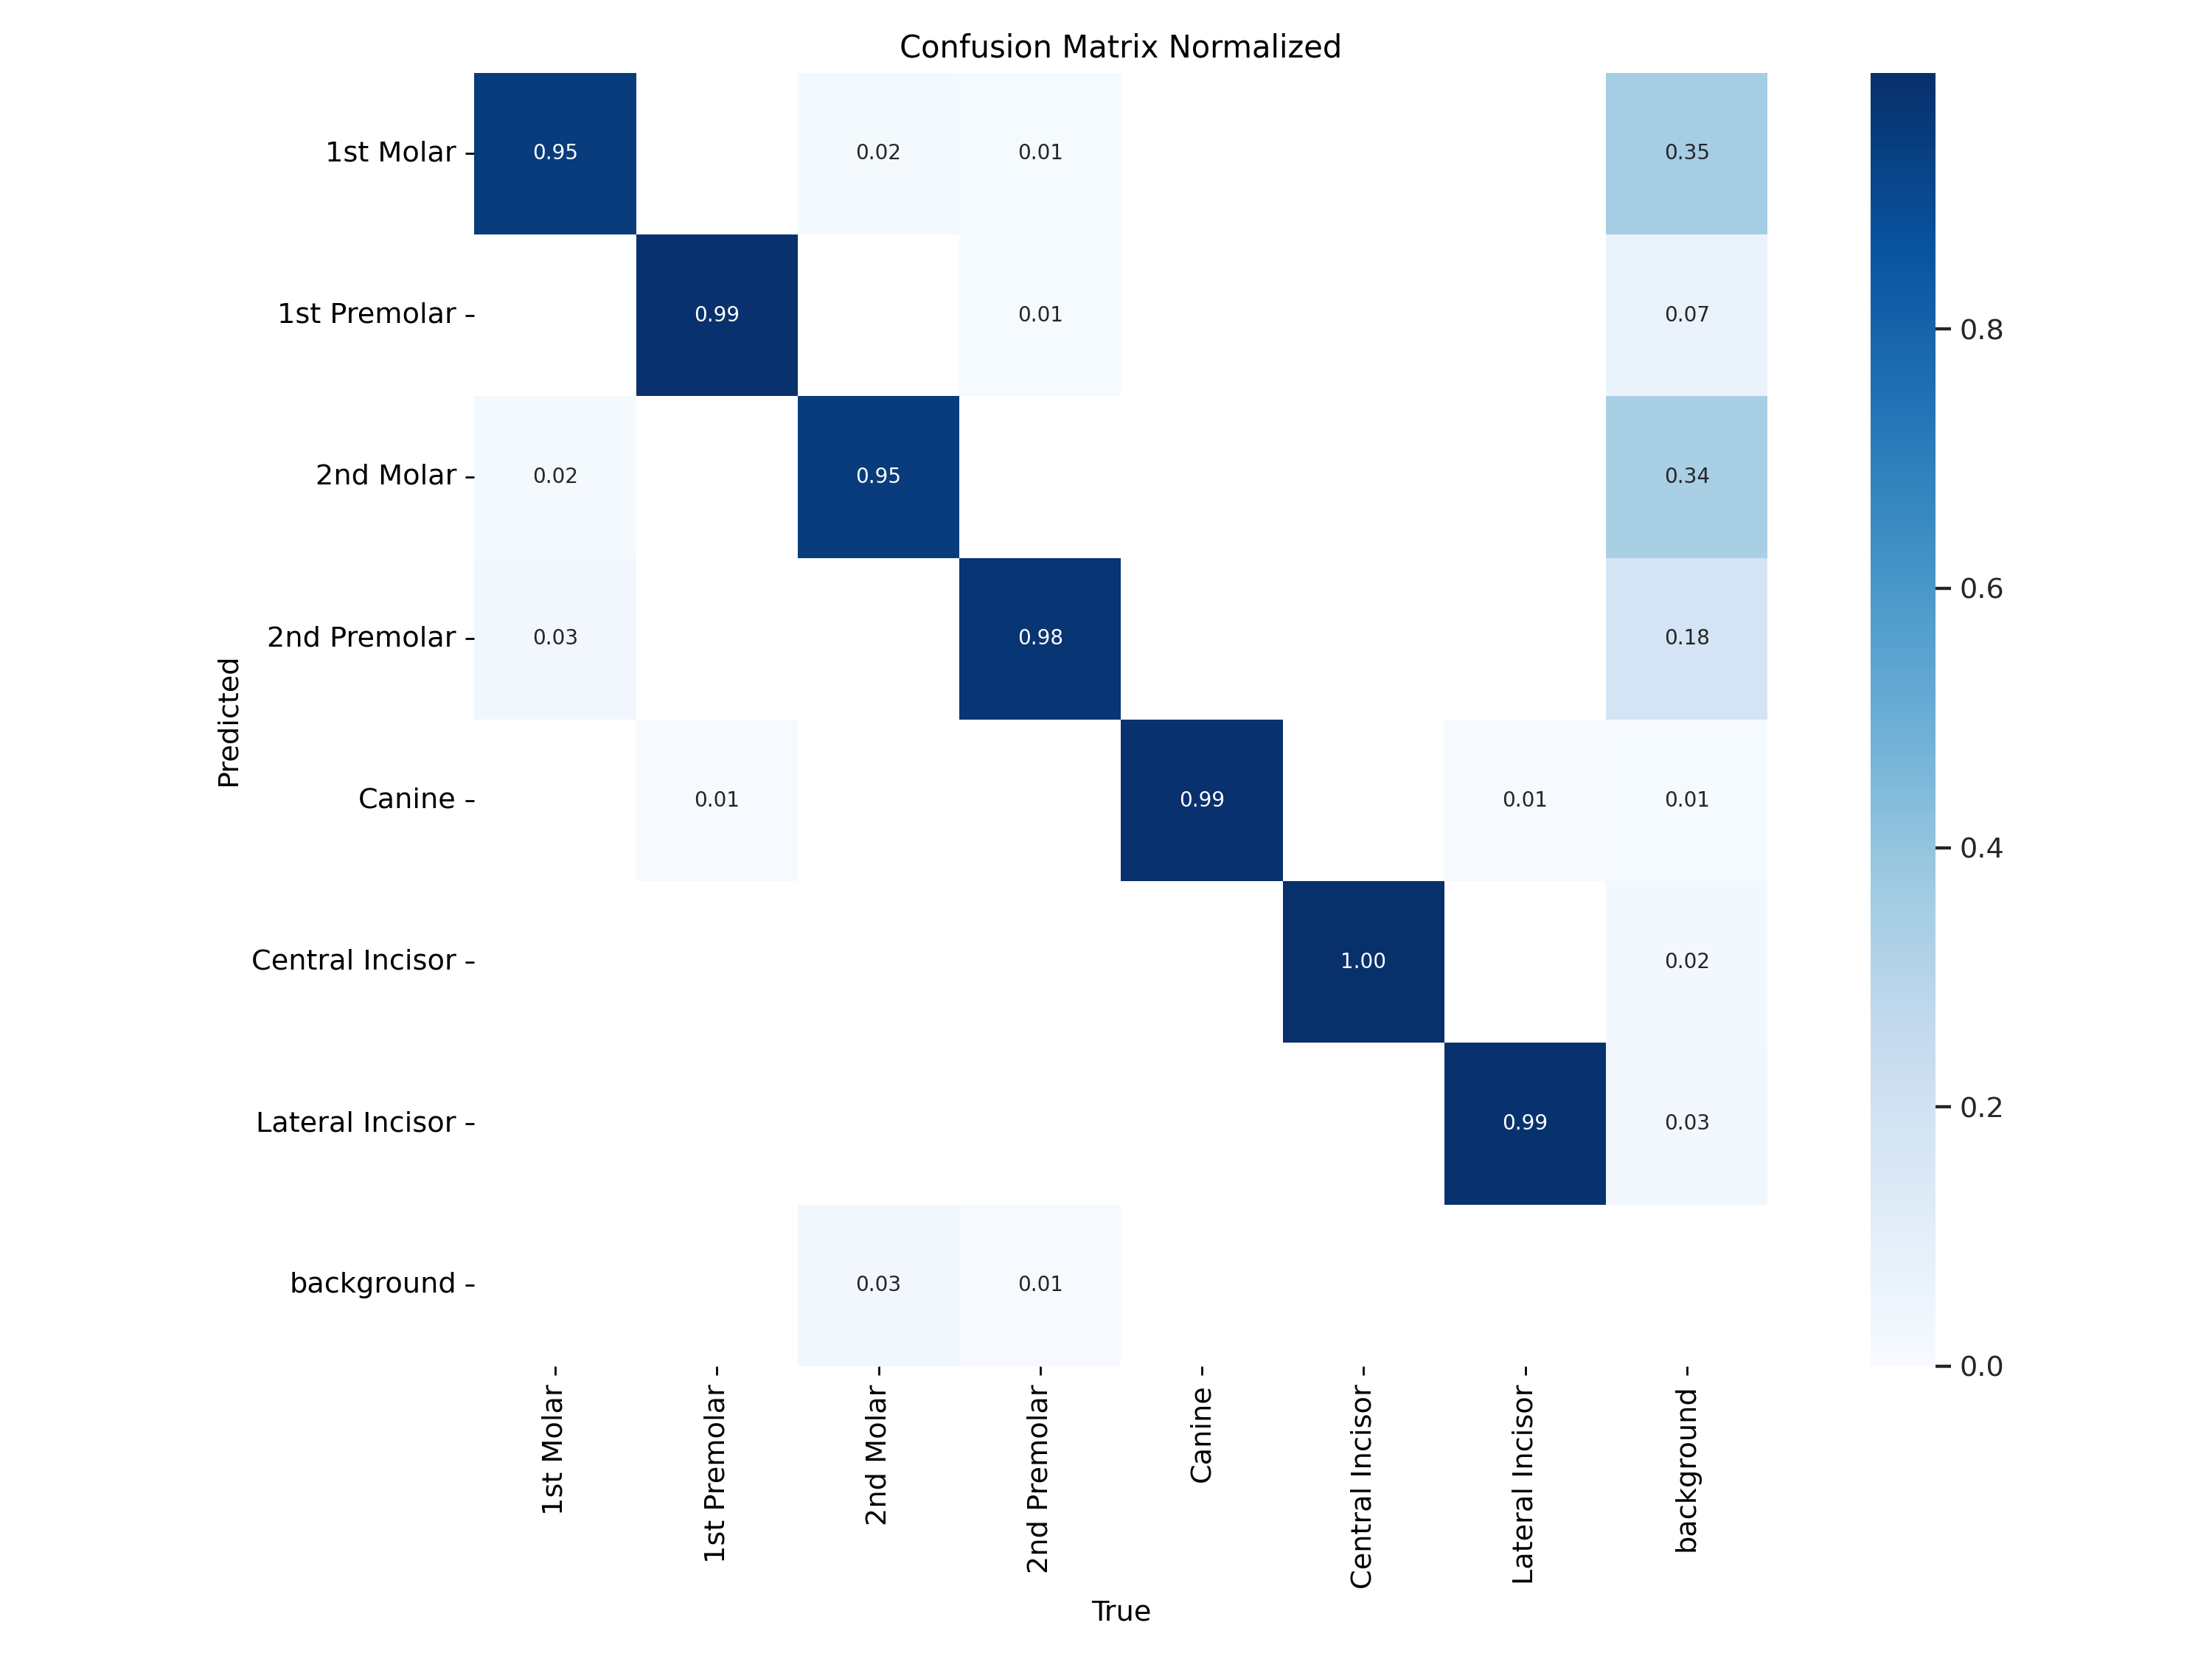 Confusion Matrix Normalized
1st Molar
0.95
0.02
0.01
0.35
1st Premolar
0.99
0.01
0.07
0.8
2nd Molar
0.02
0.95
0.34
0.6
2nd Premolar
0.03
0.98
0.18
Predicted
Canine
0.01
0.99
0.01
0.01
0.4
Central Incisor
1.00
0.02
Lateral Incisor
0.99
0.03
0.2
background
0.03
0.01
0.0
1st Molar
1st Premolar
2nd Molar
2nd Premolar
Canine
Central Incisor
Lateral Incisor
background
True